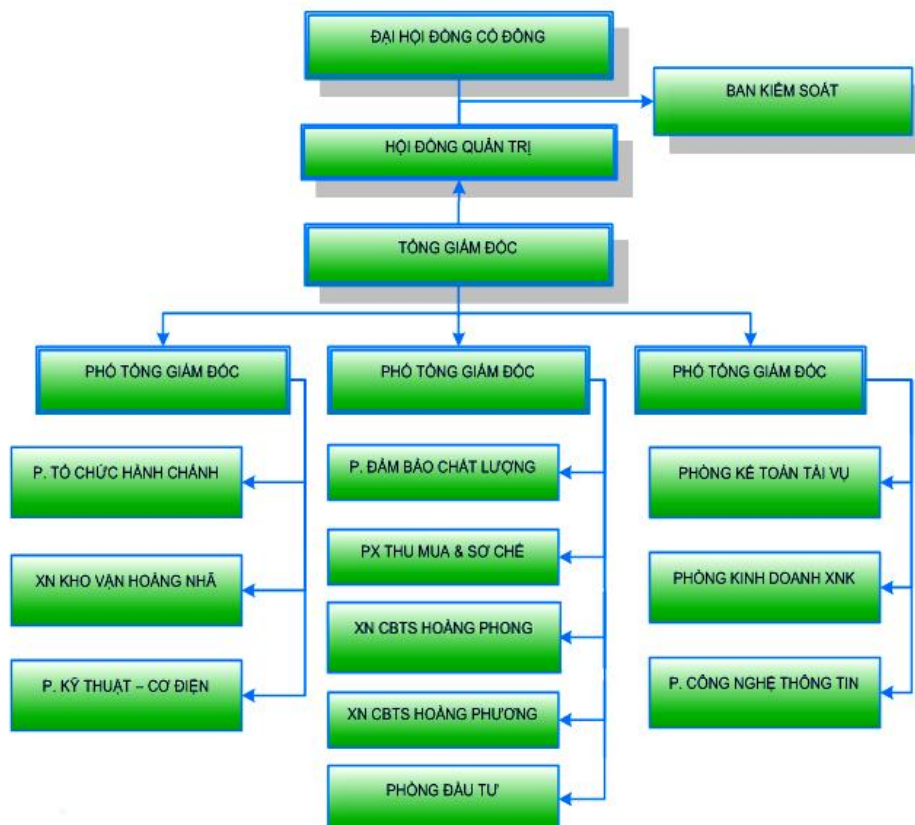 ĐẠI HỘI ĐỒNG CỔ ĐÔNG
BAN KIỂM SOÁT
HỘI ĐỒNG QUẢN TRỊ
TỔNG GIÁM ĐỐC
PHÓ TỔNG GIÁM ĐỐC
PHÓ TỔNG GIÁM ĐỐC
PHÓ TỔNG GIÁM ĐỐC
P. TỔ CHỨC HÀNH CHÁNH
XN KHO VẬN HOÀNG NHÃ
P. KỸ THUẬT – CƠ ĐIỆN
P. ĐẢM BẢO CHẤT LƯỢNG
PX THU MUA & SƠ CHẾ
XN CBTS HOÀNG PHONG
XN CBTS HOÀNG PHƯƠNG
PHÒNG ĐẦU TƯ
PHÒNG KẾ TOÁN TÀI VỤ
PHÒNG KINH DOANH XNK
P. CÔNG NGHỆ THÔNG TIN